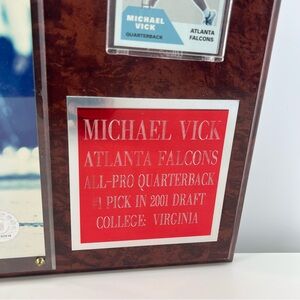 MICHAEL
VICK
QUARTERBACK
ATLANTA
FALCONS
MICHAEL VICK
ATLANTA FALCONS
ALL-PRO QUARTERBACK
#1 PICK IN 2001 DRAFT
COLLEGE: VIRGINIA